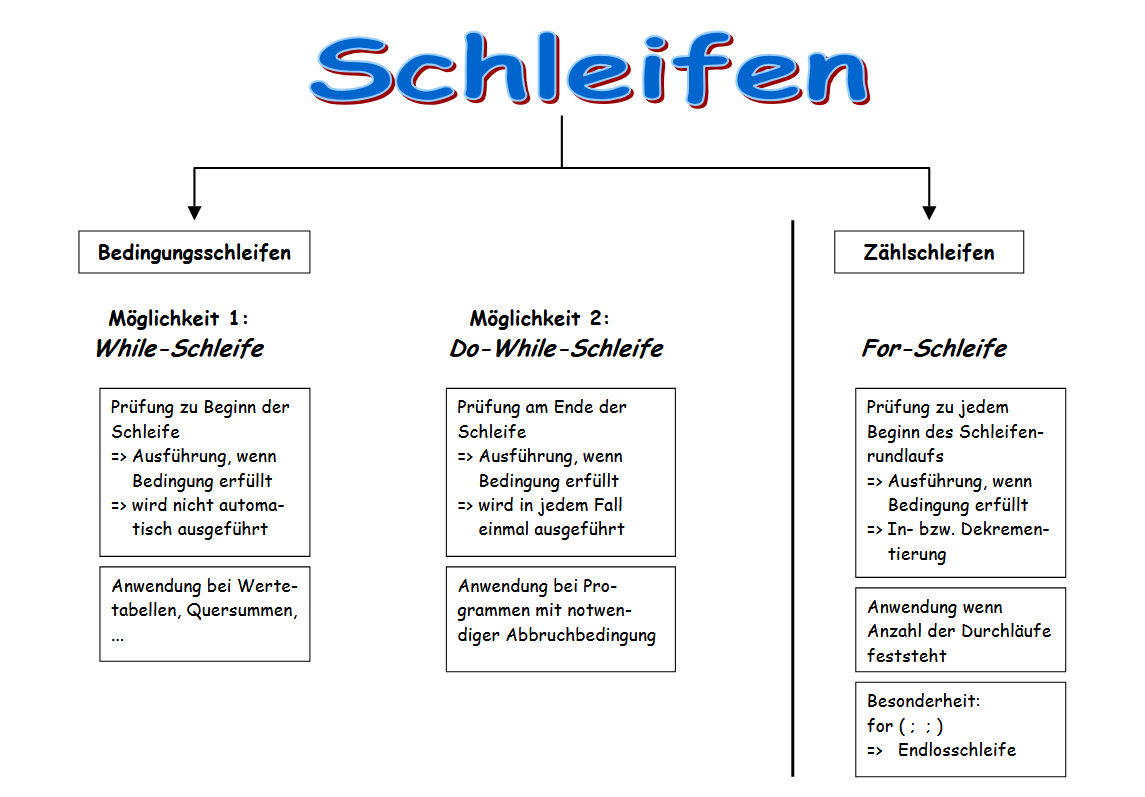 Schleifen
Bedingungsschleifen
Möglichkeit 1:
While-Schleife
Prüfung zu Beginn der
Schleife
=> Ausführung, wenn
Bedingung erfüllt
=> wird nicht automa-
tisch ausgeführt
Anwendung bei Werte-
tabellen, Quersummen,
...
Möglichkeit 2:
Do-While-Schleife
Prüfung am Ende der
Schleife
=> Ausführung, wenn
Bedingung erfüllt
=> wird in jedem Fall
einmal ausgeführt
Anwendung bei Pro-
grammen mit notwen-
diger Abbruchbedingung
Zählschleifen
For-Schleife
Prüfung zu jedem
Beginn des Schleifen-
rundlaufs
=> Ausführung, wenn
Bedingung erfüllt
=> In- bzw. Dekremen-
tierung
Anwendung wenn
Anzahl der Durchläufe
feststeht
Besonderheit:
for ( ; ; )
=> Endlosschleife